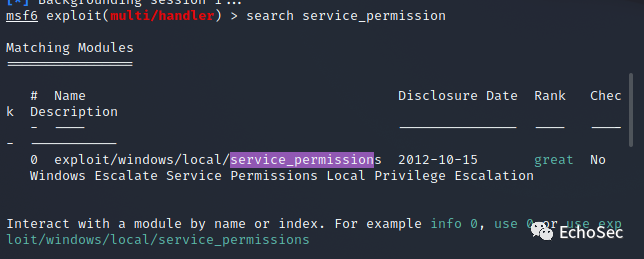 [*] Backgrounding session 1...
msf6 exploit(multi/handler) > search service_permission
Matching Modules
================
# Name Disclosure Date Rank Chec
k Description
- ---- --------------- ---- ----
- -----------
0 exploit/windows/local/service_permissions 2012-10-15 great No
Windows Escalate Service Permissions Local Privilege Escalation
Interact with a module by name or index. For example info 0, use 0 or use exp
loit/windows/local/service_permissions
EchoSec